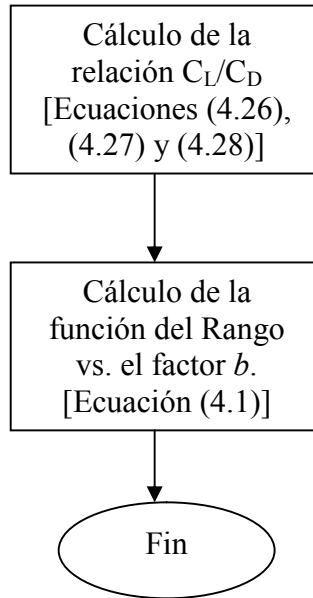 Cálculo de la
relación C_L/C_D
[Ecuaciones (4.26),
(4.27) y (4.28)]
Cálculo de la
función del Rango
vs. el factor b.
[Ecuación (4.1)]
Fin